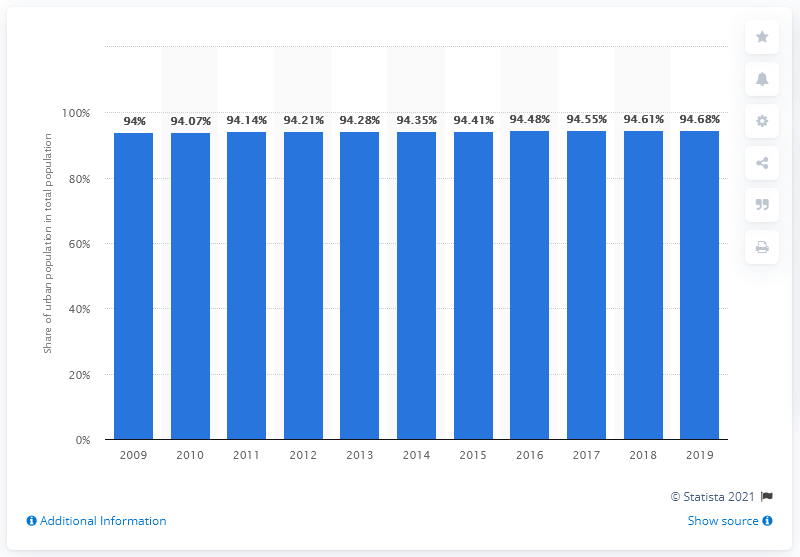 Share of urban population in total population
100%
80%
60%
40%
20%
0%
94% 94.07% 94.14% 94.21% 94.28% 94.35% 94.41% 94.48% 94.55% 94.61% 94.68%
2009 2010 2011 2012 2013 2014 2015 2016 2017 2018 2019
© Statista 2021
Additional Information
Show source